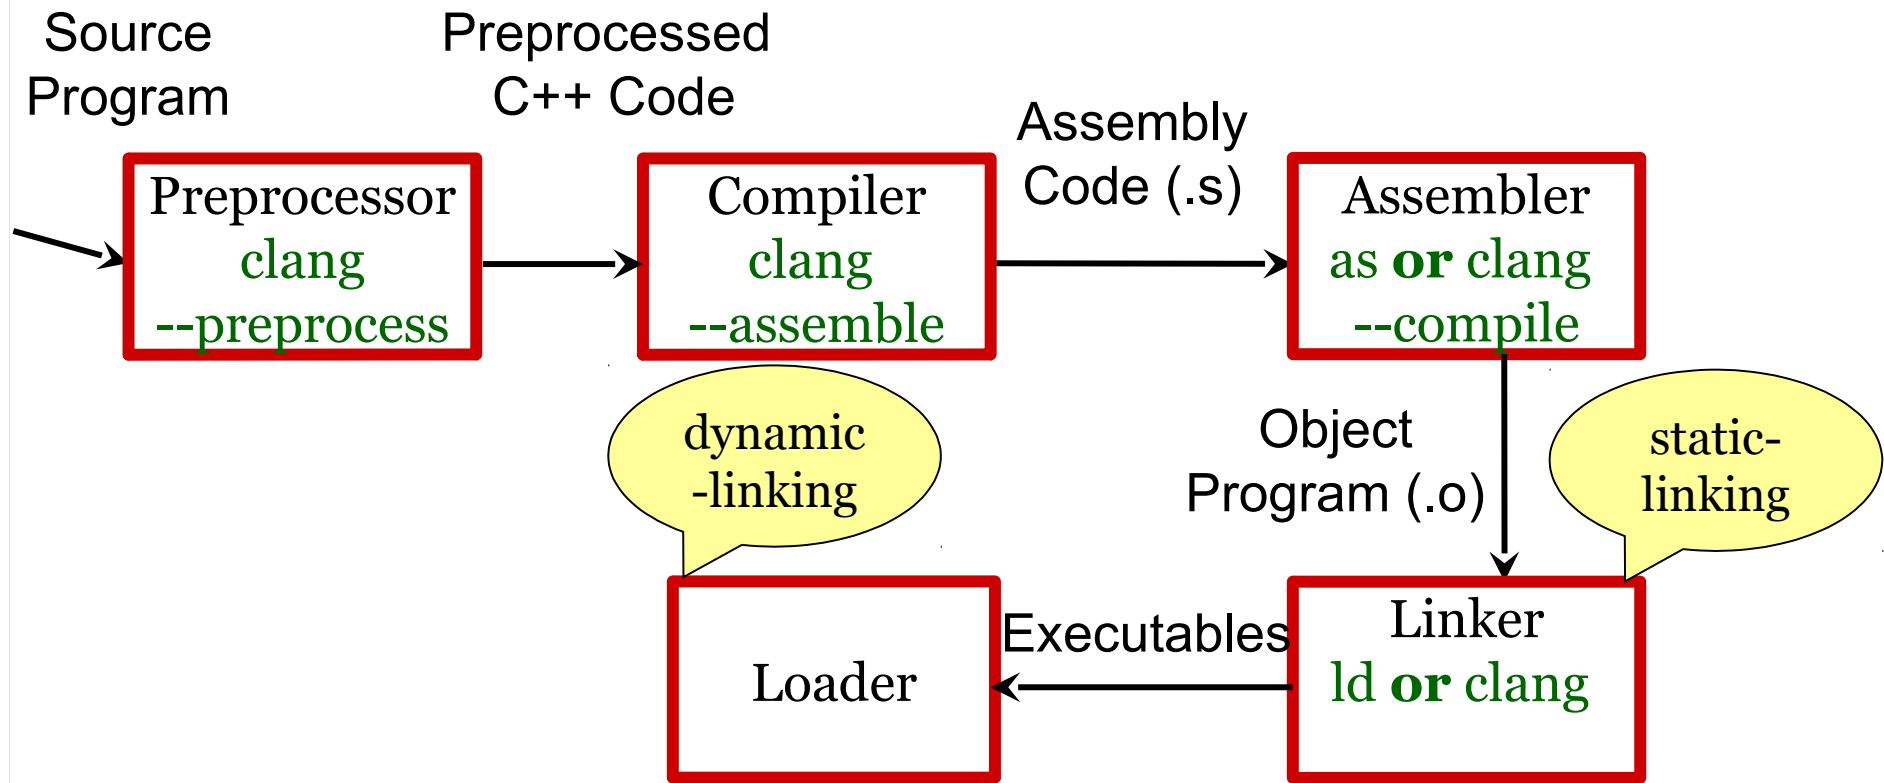 Source
Program
Preprocessed
C++ Code
Assembly
Code (.s)
Preprocessor
clang
--preprocess
Compiler
clang
--assemble
Assembler
as or clang
--compile
dynamic
-linking
Object
Program (.o)
static-
linking
Loader
Executables
Linker
ld or clang